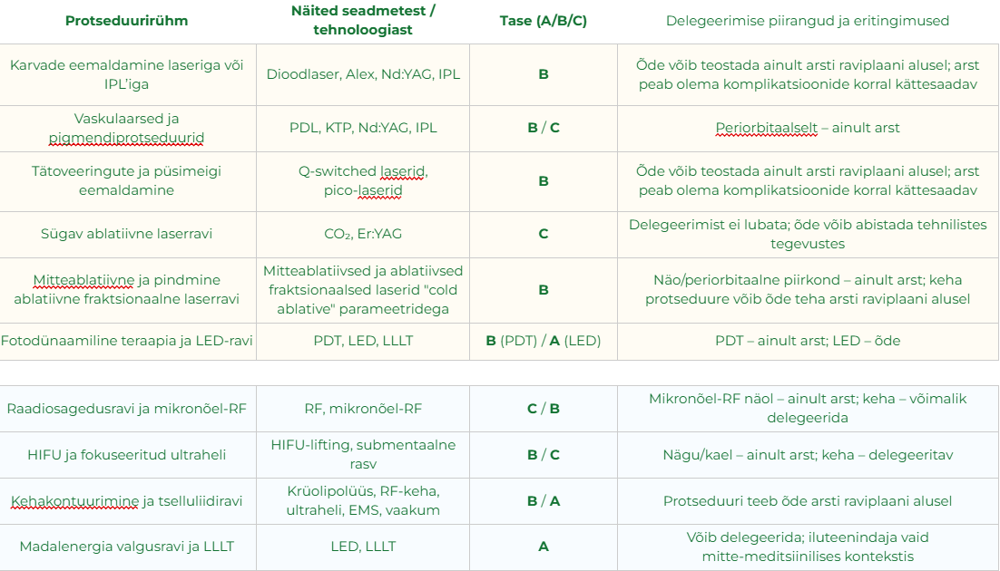 Protseduurirühm
Näited seadmetest /
tehnoloogiast
Tase (A/B/C)
Delegeerimise piirangud ja eritingimused
Karvade eemaldamine laseriga või
IPL’iga
Dioodlaser, Alex, Nd:YAG, IPL
B
Õde võib teostada ainult arsti raviplaani alusel; arst
peab olema komplikatsioonide korral kättesaadav
Vaskulaarsed ja
pigmendiprotseduurid
PDL, KTP, Nd:YAG, IPL
B / C
Periorbitaalselt – ainult arst
Tätoveeringute ja püsimeigi
eemaldamine
Q-switched laserid,
pico-laserid
B
Õde võib teostada ainult arsti raviplaani alusel; arst
peab olema komplikatsioonide korral kättesaadav
Sügav ablatiivne laserravi
CO₂, Er:YAG
C
Delegeerimist ei lubata; õde võib abistada tehnilistes
tegevustes
Mitteablatiivne ja pindmine
ablatiivne fraktsionaalne laserravi
Mitteablatiivsed ja ablatiivsed
fraktsionaalsed laserid "cold
ablative" parameetridega
B
Näo/periorbitaalne piirkond – ainult arst; keha
protseduure võib õde teha arsti raviplaani alusel
Fotodünaamiline teraapia ja LED-ravi
PDT, LED, LLLT
B (PDT) / A (LED)
PDT – ainult arst; LED – õde
Raadiosagedusravi ja mikronõel-RF
RF, mikronõel-RF
C / B
Mikronõel-RF näol – ainult arst; keha – võimalik
delegeerida
HIFU ja fokuseeritud ultraheli
HIFU-lifting, submentaalne
rasv
B / C
Nägu/kael – ainult arst; keha – delegeeritav
Kehakontuurimine ja tselluliidiravi
Krüolipolüüs, RF-keha,
ultraheli, EMS, vaakum
B / A
Protseduuri teeb õde arsti raviplaani alusel
Madalenergia valgusravi ja LLLT
LED, LLLT
A
Võib delegeerida; iluteenindaja vaid
mitte-meditsiinilises kontekstis